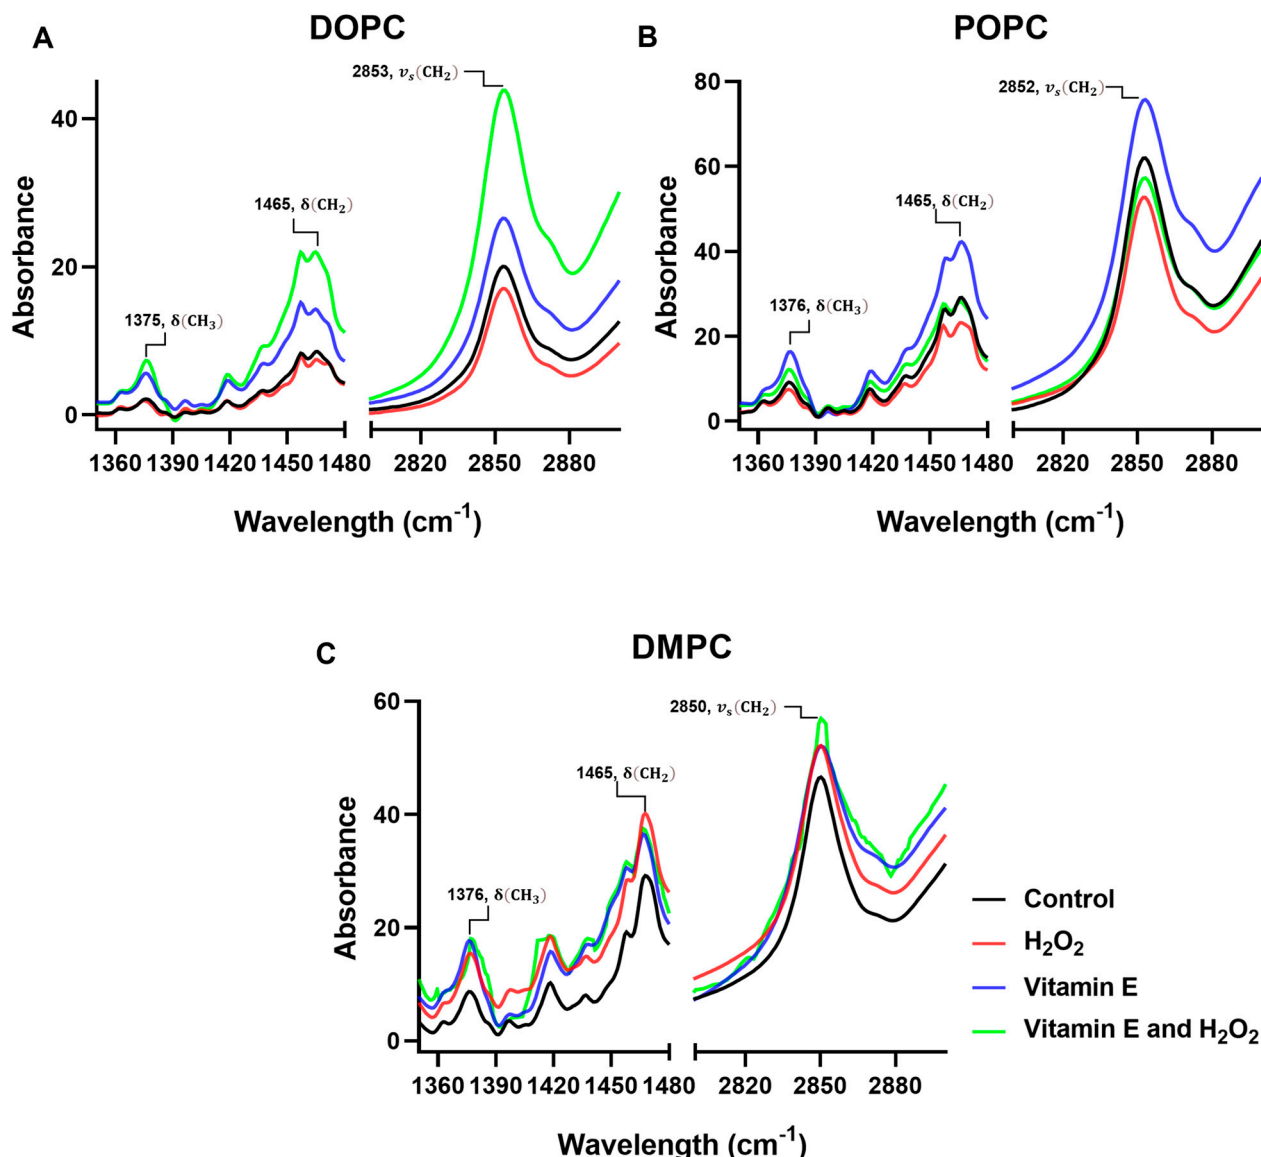 A
DOPC
2853, νₛ(CH₂)
1465, δ(CH₂)
1375, δ(CH₃)
Absorbance
40
20
0
1360 1390 1420 1450 1480 2820 2850 2880
Wavelength (cm⁻¹)
B
POPC
2852, νₛ(CH₂)
1465, δ(CH₂)
1376, δ(CH₃)
Absorbance
80
60
40
20
0
1360 1390 1420 1450 1480 2820 2850 2880
Wavelength (cm⁻¹)
C
DMPC
2850, νₛ(CH₂)
1465, δ(CH₂)
1376, δ(CH₃)
Absorbance
60
40
20
0
1360 1390 1420 1450 1480 2820 2850 2880
Wavelength (cm⁻¹)
Control
H₂O₂
Vitamin E
Vitamin E and H₂O₂